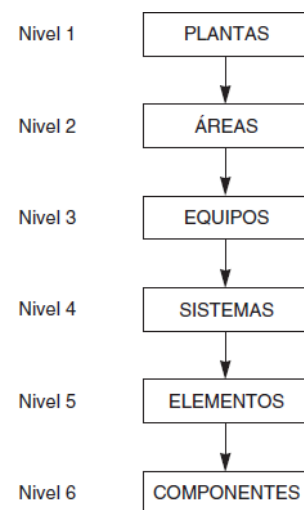 Nivel 1 PLANTAS
Nivel 2 ÁREAS
Nivel 3 EQUIPOS
Nivel 4 SISTEMAS
Nivel 5 ELEMENTOS
Nivel 6 COMPONENTES